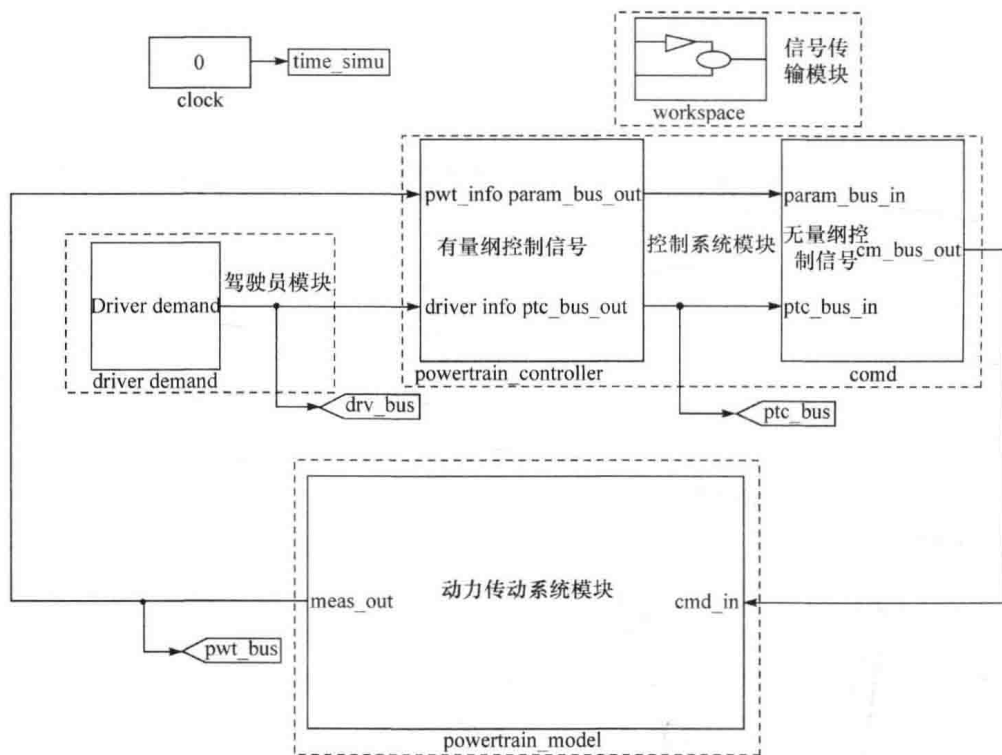 0
time_simu
clock
信号传
输模块
workspace
pwt_info param_bus_out
param_bus_in
有量纲控制信号
控制系统模块
无量纲控
制信号
cm_bus_out
驾驶员模块
Driver demand
driver info ptc_bus_out
ptc_bus_in
driver demand
powertrain_controller
comd
drv_bus
ptc_bus
动力传动系统模块
meas_out
cmd_in
pwt_bus
powertrain_model